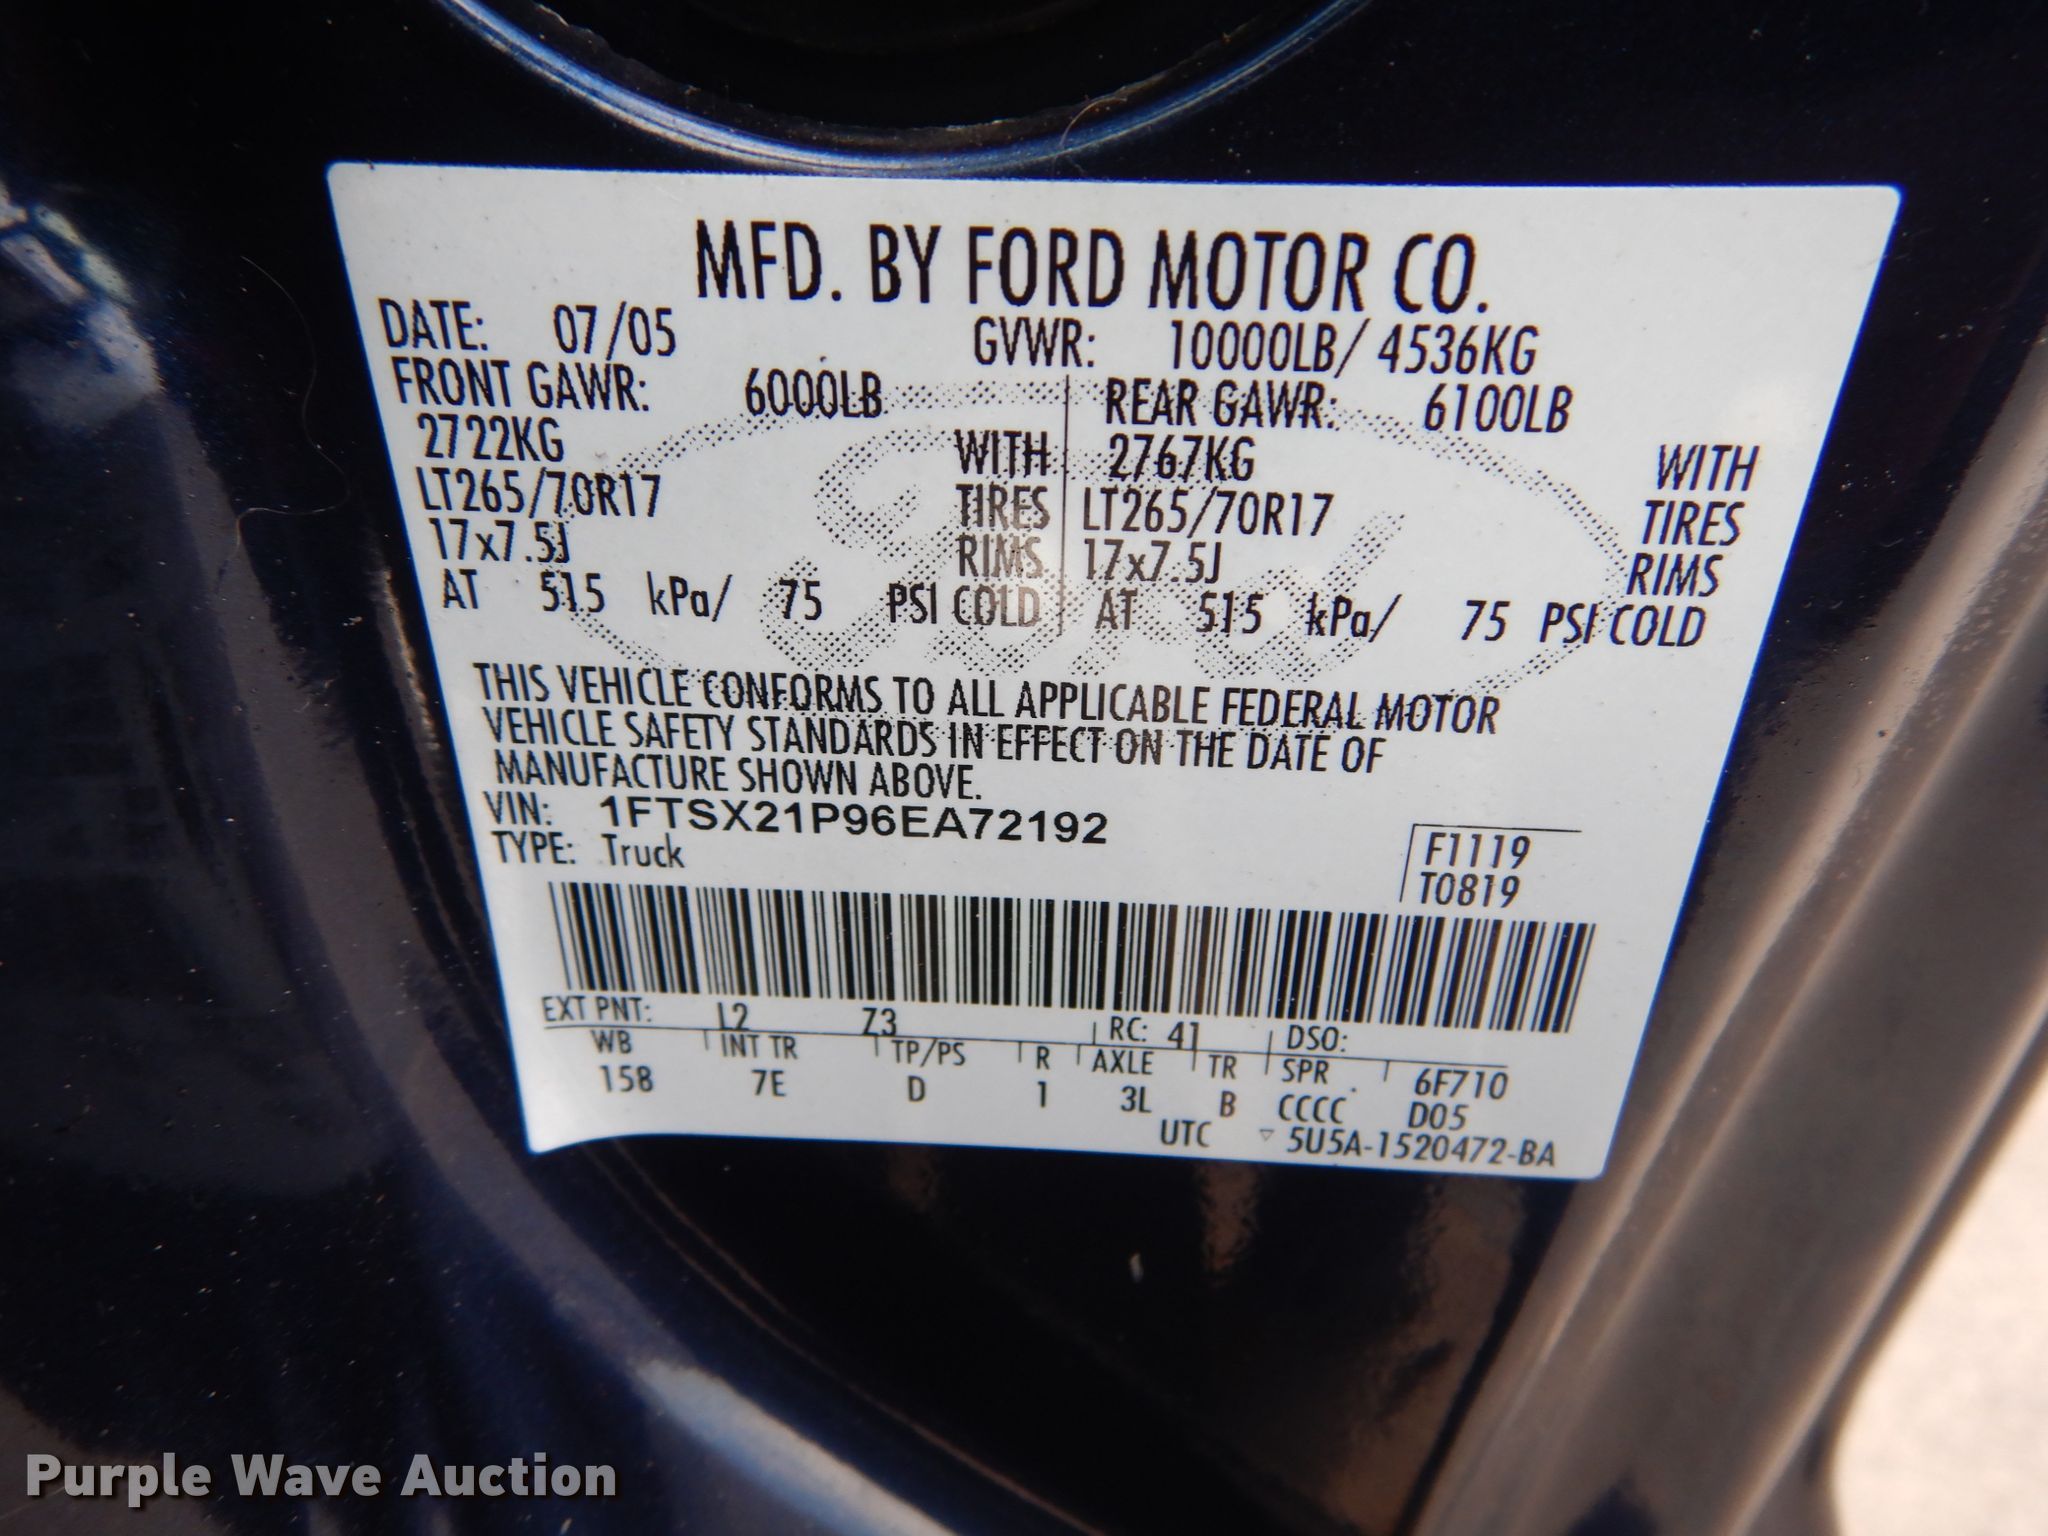 MFD. BY FORD MOTOR CO.
DATE: 07/05 GVWR: 10000LB/ 4536KG
FRONT GAWR: 6000LB REAR GAWR: 6100LB
2722KG WITH 2767KG WITH
LT265/70R17 TIRES LT265/70R17 TIRES
17x7.5J RIMS 17x7.5J RIMS
AT 515 kPa/ 75 PSI COLD AT 515 kPa/ 75 PSI COLD
Ford
THIS VEHICLE CONFORMS TO ALL APPLICABLE FEDERAL MOTOR
VEHICLE SAFETY STANDARDS IN EFFECT ON THE DATE OF
MANUFACTURE SHOWN ABOVE.
VIN: 1FTSX21P96EA72192
TYPE: Truck F1119
T0819
EXT PNT: L2 Z3 RC: 41 DSO:
WB INT TR TP/PS R AXLE TR SPR 6F710
158 7E D 1 3L B CCCC D05
UTC ▽ 5U5A-1520472-BA
Purple Wave Auction